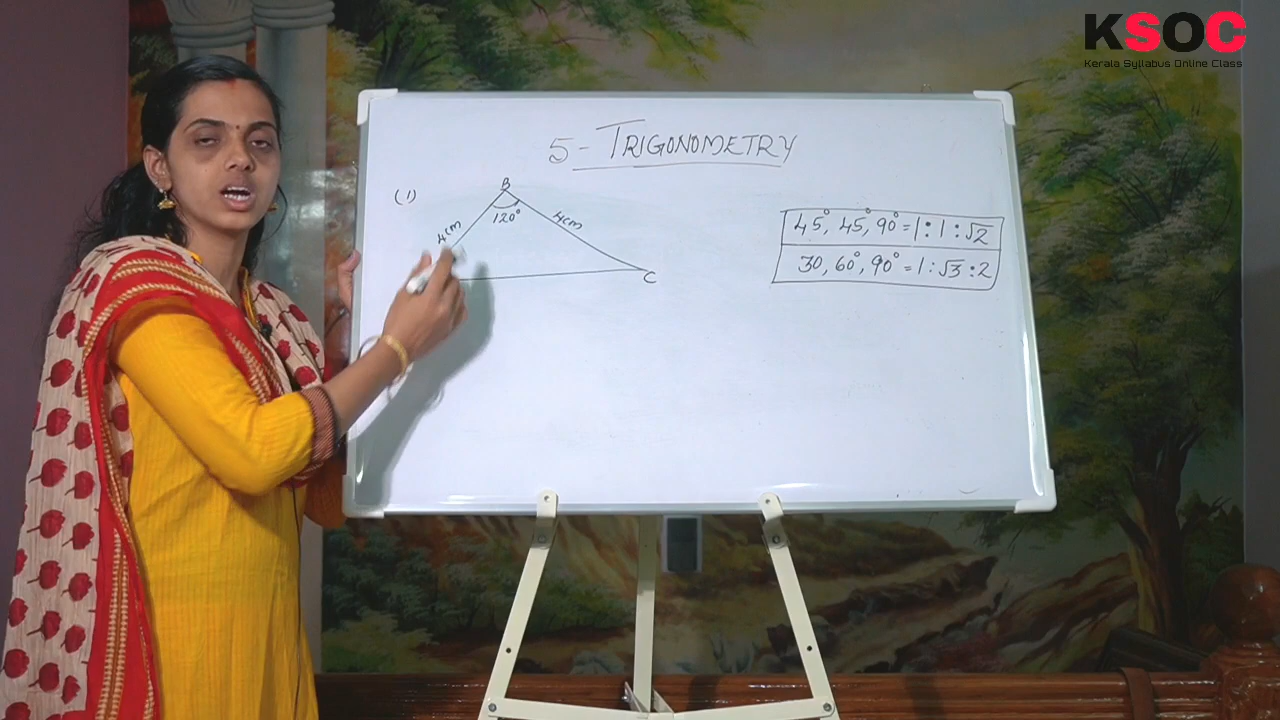 KSOC
Kerala Syllabus Online Class
5 - TRIGONOMETRY
(1)
B
120°
4cm
4cm
C
45°, 45°, 90° = 1 : 1 : √2
30, 60°, 90° = 1 : √3 : 2